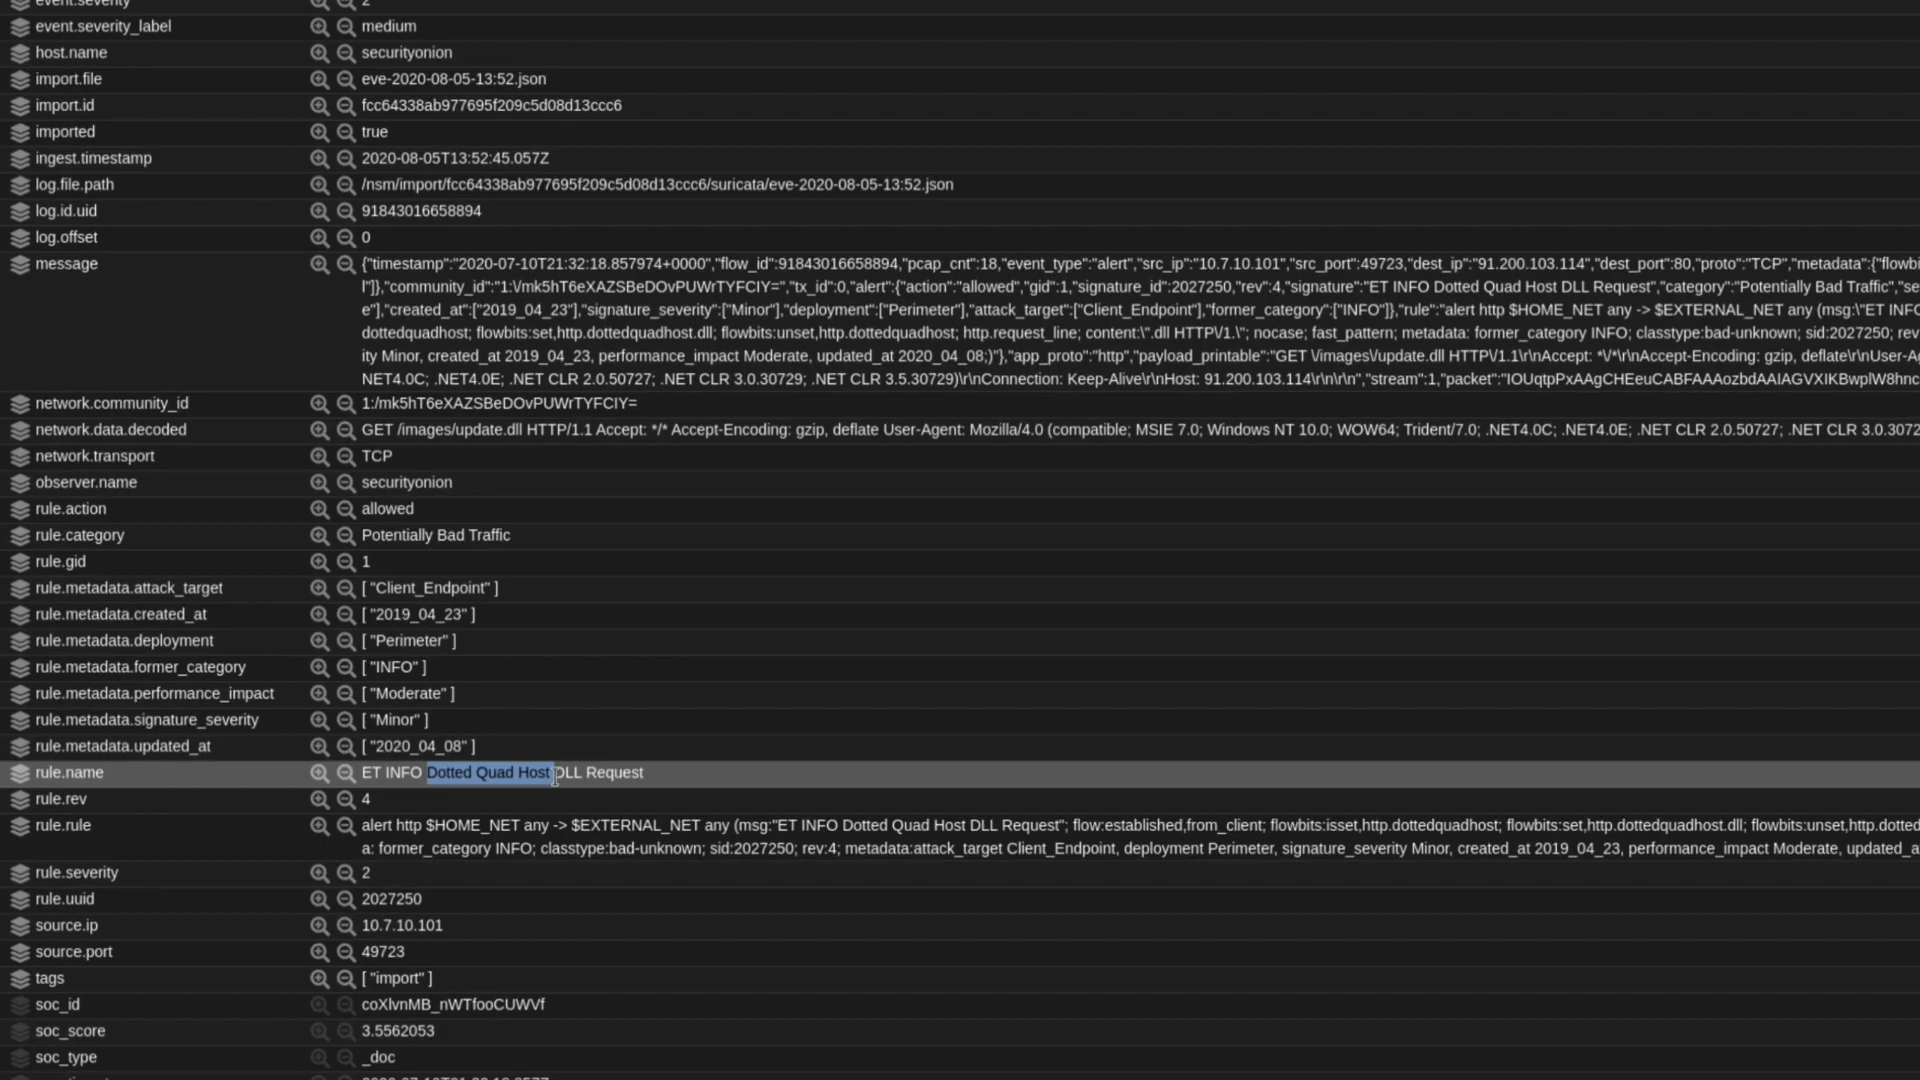 event.severity 2
event.severity_label medium
host.name securityonion
import.file eve-2020-08-05-13:52.json
import.id fcc64338ab977695f209c5d08d13ccc6
imported true
ingest.timestamp 2020-08-05T13:52:45.057Z
log.file.path /nsm/import/fcc64338ab977695f209c5d08d13ccc6/suricata/eve-2020-08-05-13:52.json
log.id.uid 91843016658894
log.offset 0
message {"timestamp":"2020-07-10T21:32:18.857974+0000","flow_id":91843016658894,"pcap_cnt":18,"event_type":"alert","src_ip":"10.7.10.101","src_port":49723,"dest_ip":"91.200.103.114","dest_port":80,"proto":"TCP","metadata":{"flowbi
l"]},"community_id":"1:\/mk5hT6eXAZSBeDOvPUWrTYFCIY=","tx_id":0,"alert":{"action":"allowed","gid":1,"signature_id":2027250,"rev":4,"signature":"ET INFO Dotted Quad Host DLL Request","category":"Potentially Bad Traffic","se
e"],"created_at":["2019_04_23"],"signature_severity":["Minor"],"deployment":["Perimeter"],"attack_target":["Client_Endpoint"],"former_category":["INFO"]},"rule":"alert http $HOME_NET any -> $EXTERNAL_NET any (msg:\"ET INFO
dottedquadhost; flowbits:set,http.dottedquadhost.dll; flowbits:unset,http.dottedquadhost; http.request_line; content:\".dll HTTP\/1.\"; nocase; fast_pattern; metadata: former_category INFO; classtype:bad-unknown; sid:2027250; rev
ity Minor, created_at 2019_04_23, performance_impact Moderate, updated_at 2020_04_08;)"},"app_proto":"http","payload_printable":"GET \/images\/update.dll HTTP\/1.1\r\nAccept: *\/*\r\nAccept-Encoding: gzip, deflate\r\nUser-Ag
NET4.0C; .NET4.0E; .NET CLR 2.0.50727; .NET CLR 3.0.30729; .NET CLR 3.5.30729)\r\nConnection: Keep-Alive\r\nHost: 91.200.103.114\r\n\r\n","stream":1,"packet":"IOUqtpPxAAgCHEeuCABFAAAozbdAAIAGVXIKBwplW8hnc
network.community_id 1:/mk5hT6eXAZSBeDOvPUWrTYFCIY=
network.data.decoded GET /images/update.dll HTTP/1.1 Accept: */* Accept-Encoding: gzip, deflate User-Agent: Mozilla/4.0 (compatible; MSIE 7.0; Windows NT 10.0; WOW64; Trident/7.0; .NET4.0C; .NET4.0E; .NET CLR 2.0.50727; .NET CLR 3.0.3072
network.transport TCP
observer.name securityonion
rule.action allowed
rule.category Potentially Bad Traffic
rule.gid 1
rule.metadata.attack_target [ "Client_Endpoint" ]
rule.metadata.created_at [ "2019_04_23" ]
rule.metadata.deployment [ "Perimeter" ]
rule.metadata.former_category [ "INFO" ]
rule.metadata.performance_impact [ "Moderate" ]
rule.metadata.signature_severity [ "Minor" ]
rule.metadata.updated_at [ "2020_04_08" ]
rule.name ET INFO Dotted Quad Host DLL Request
rule.rev 4
rule.rule alert http $HOME_NET any -> $EXTERNAL_NET any (msg:"ET INFO Dotted Quad Host DLL Request"; flow:established,from_client; flowbits:isset,http.dottedquadhost; flowbits:set,http.dottedquadhost.dll; flowbits:unset,http.dotted
a: former_category INFO; classtype:bad-unknown; sid:2027250; rev:4; metadata:attack_target Client_Endpoint, deployment Perimeter, signature_severity Minor, created_at 2019_04_23, performance_impact Moderate, updated_a
rule.severity 2
rule.uuid 2027250
source.ip 10.7.10.101
source.port 49723
tags [ "import" ]
soc_id coXlvnMB_nWTfooCUWVf
soc_score 3.5562053
soc_type _doc